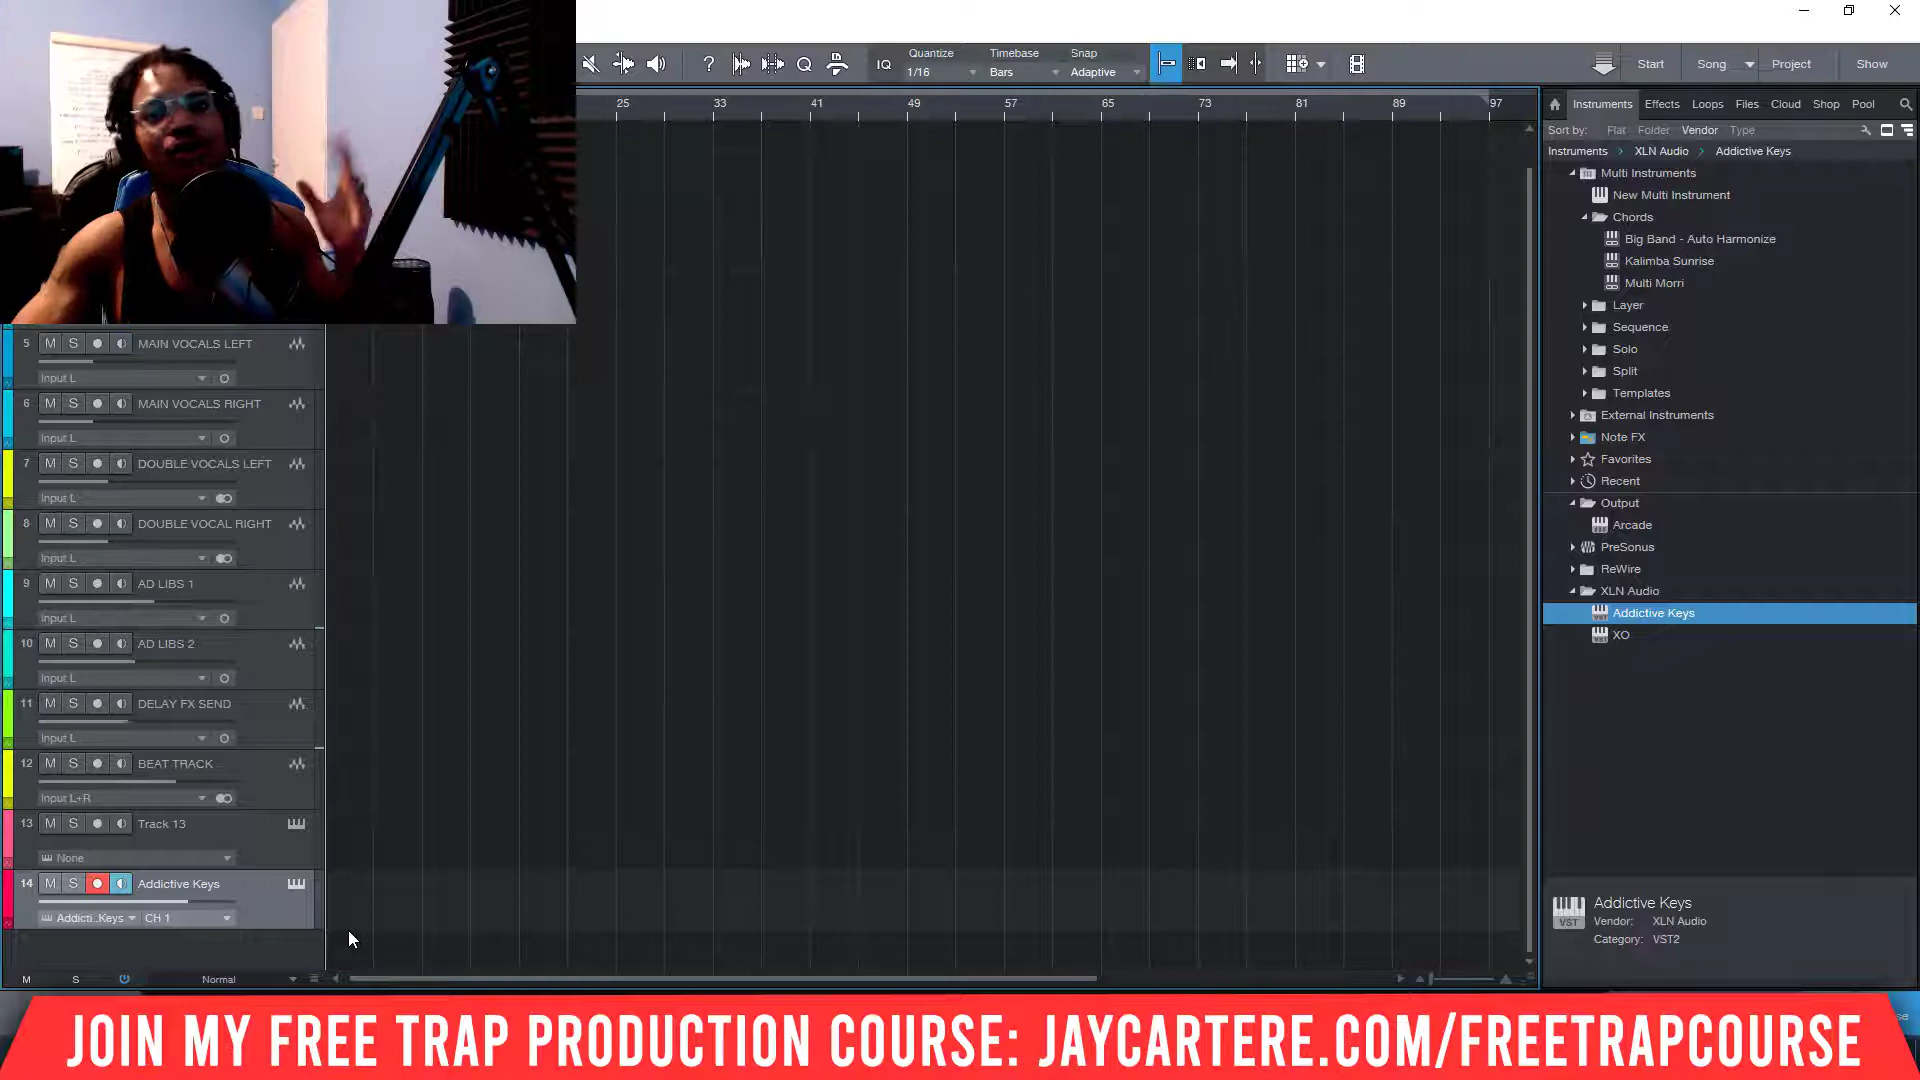 Quantize
Timebase
Snap
IQ
1/16
Bars
Adaptive
Start
Song
Project
Show
25
33
41
49
57
65
73
81
89
97
Instruments
Effects
Loops
Files
Cloud
Shop
Pool
Sort by:
Flat
Folder
Vendor
Type
Instruments > XLN Audio > Addictive Keys
Multi Instruments
New Multi Instrument
Chords
Big Band - Auto Harmonize
Kalimba Sunrise
Multi Morri
Layer
Sequence
Solo
Split
Templates
External Instruments
Note FX
Favorites
Recent
Output
Arcade
PreSonus
ReWire
XLN Audio
Addictive Keys
XO
Addictive Keys
Vendor: XLN Audio
Category: VST2
VST
5 M S MAIN VOCALS LEFT
Input L
6 M S MAIN VOCALS RIGHT
Input L
7 M S DOUBLE VOCALS LEFT
Input L
8 M S DOUBLE VOCAL RIGHT
Input L
9 M S AD LIBS 1
Input L
10 M S AD LIBS 2
Input L
11 M S DELAY FX SEND
Input L
12 M S BEAT TRACK
Input L+R
13 M S Track 13
None
14 M S Addictive Keys
Addicti..Keys CH 1
M S Normal
JOIN MY FREE TRAP PRODUCTION COURSE: JAYCARTERE.COM/FREETRAPCOURSE